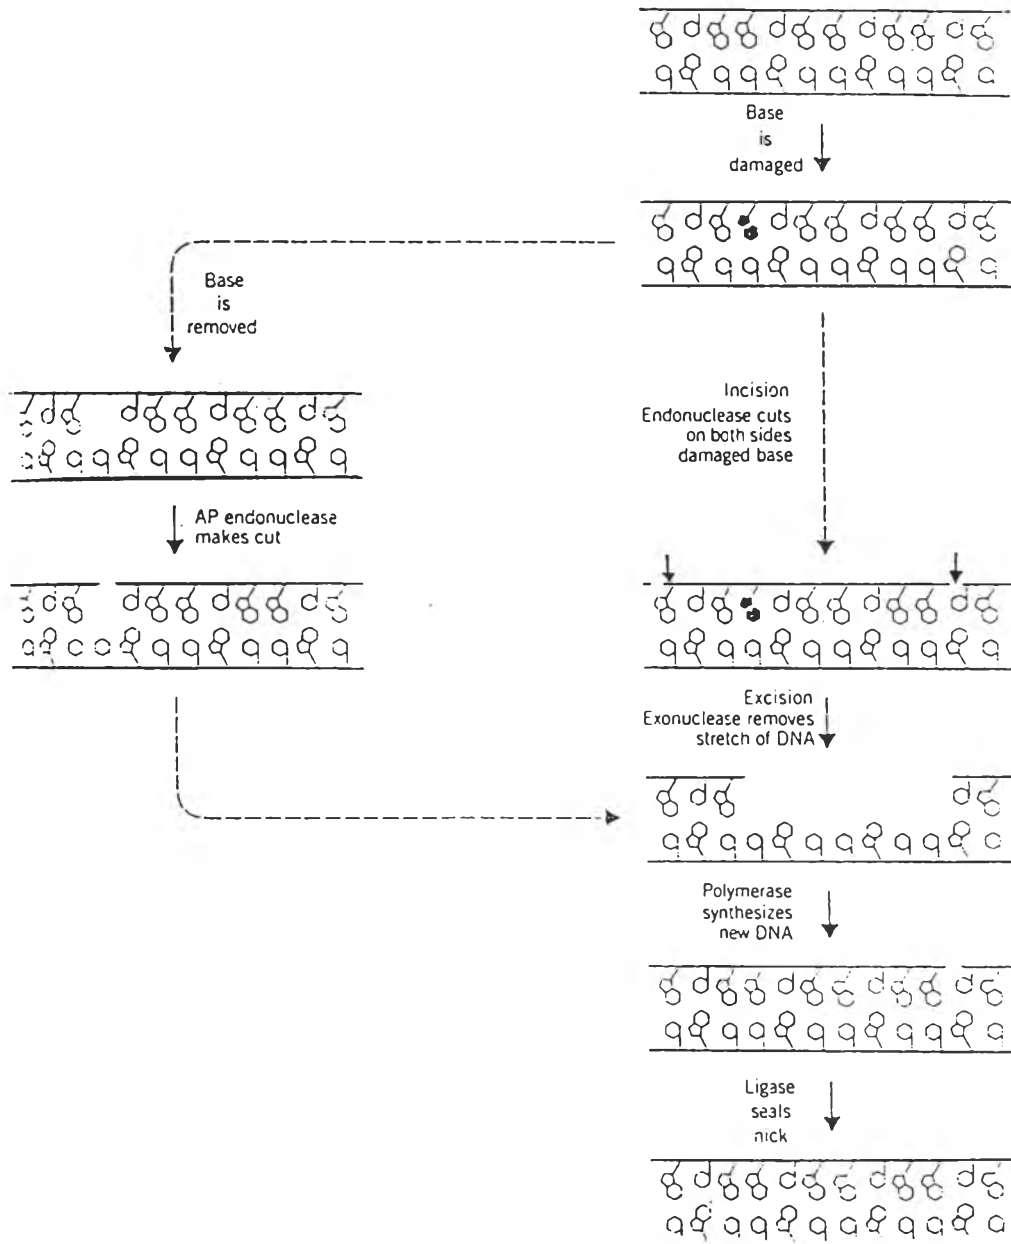 Base
is
damaged
Base
is
removed
Incision
Endonuclease cuts
on both sides
damaged base
AP endonuclease
makes cut
Excision
Exonuclease removes
stretch of DNA
Polymerase
synthesizes
new DNA
Ligase
seals
nick